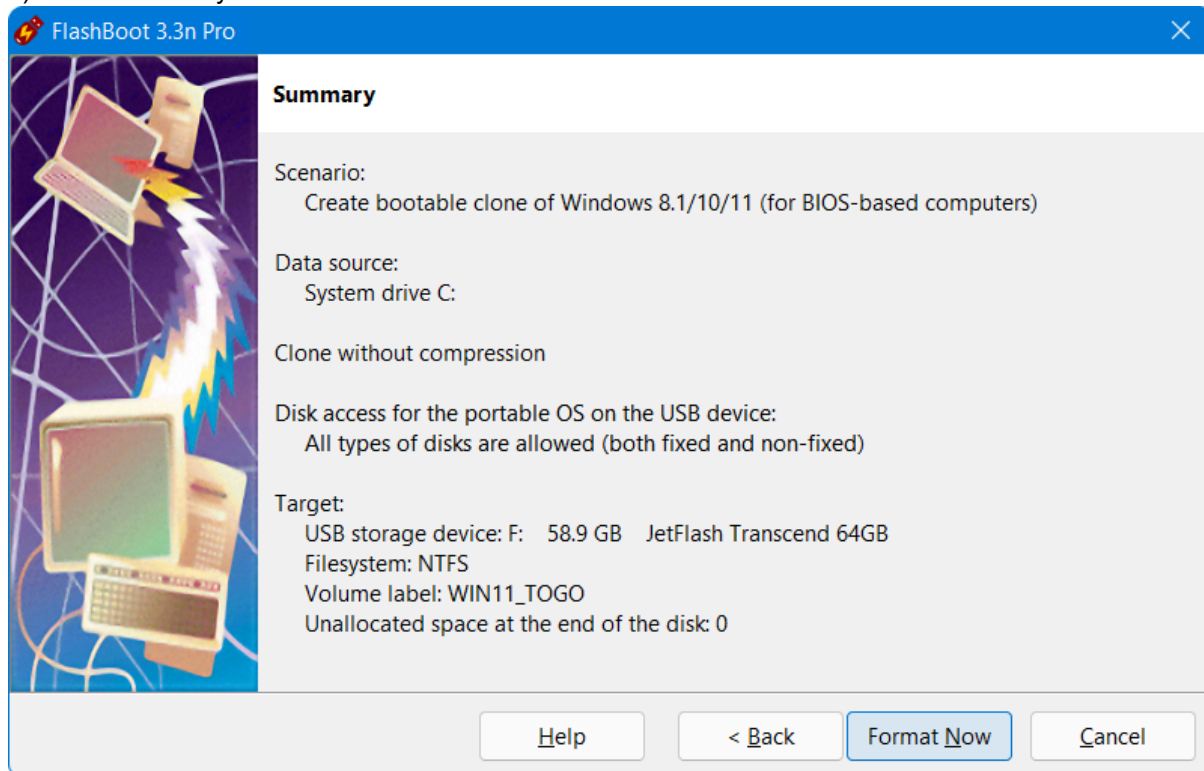 FlashBoot 3.3n Pro
Summary
Scenario:
Create bootable clone of Windows 8.1/10/11 (for BIOS-based computers)
Data source:
System drive C:
Clone without compression
Disk access for the portable OS on the USB device:
All types of disks are allowed (both fixed and non-fixed)
Target:
USB storage device: F: 58.9 GB JetFlash Transcend 64GB
Filesystem: NTFS
Volume label: WIN11_TOGO
Unallocated space at the end of the disk: 0
Help < Back Format Now Cancel